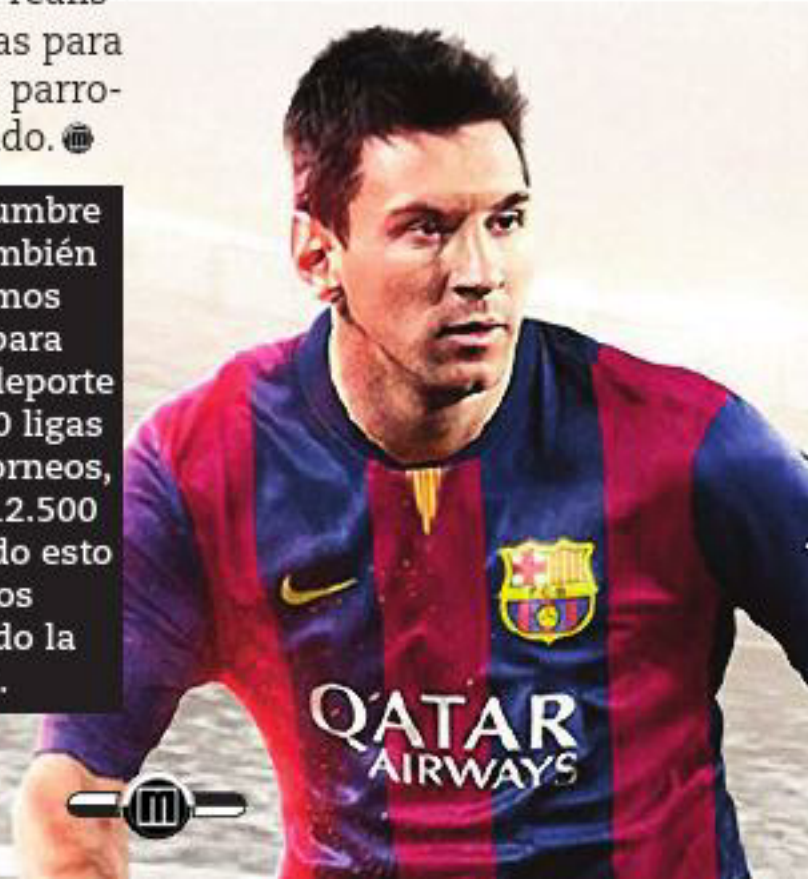 as para
parro-
do.
umbre
mbién
mos
para
deporte
0 ligas
orneos,
2.500
do esto
os
do la
.
FCB
QATAR
AIRWAYS
m